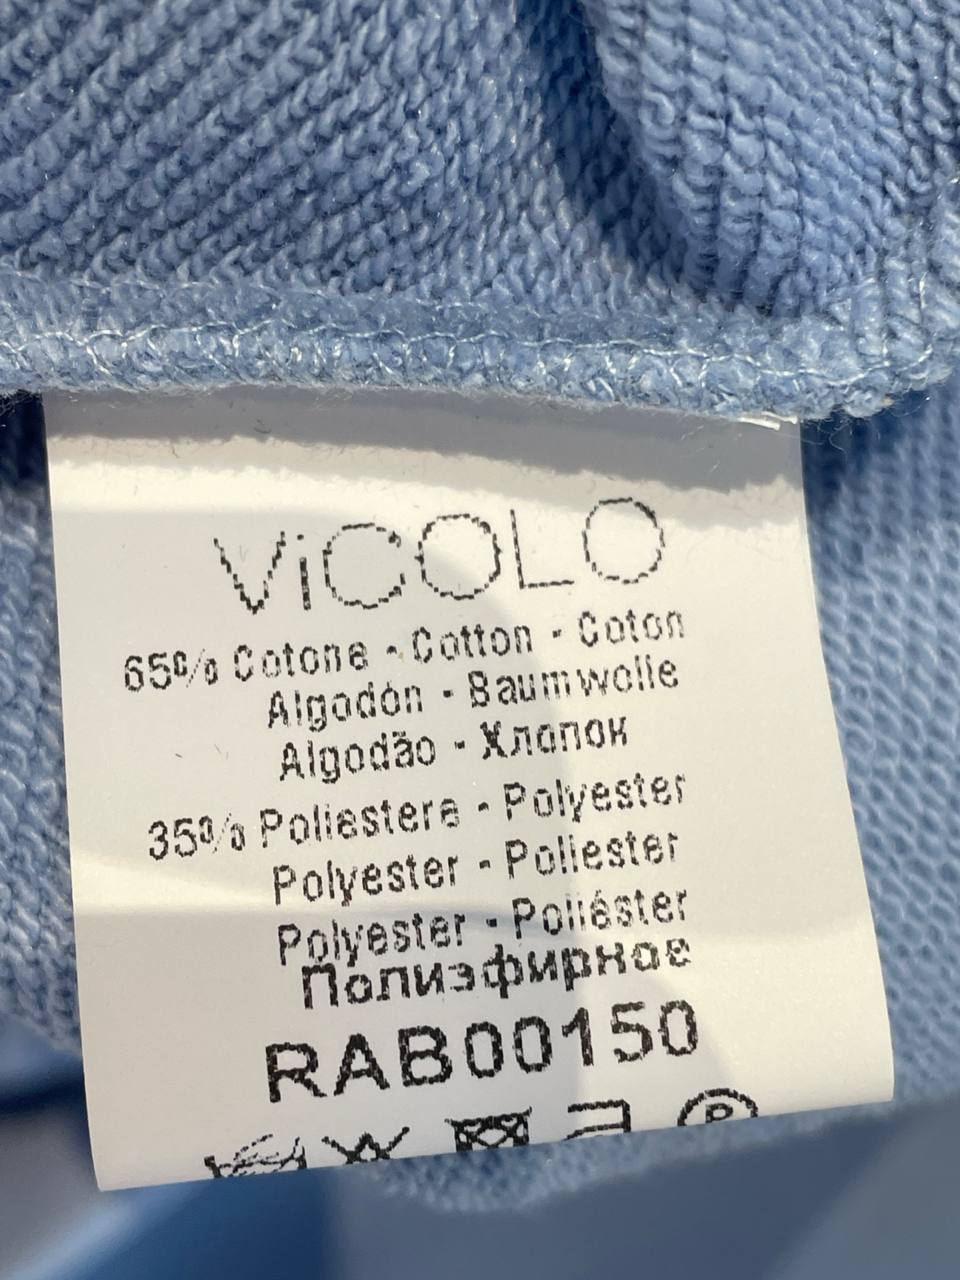 ViCOLO
65% Cotone - Cotton - Coton
Algodón - Baumwolle
Algodão - Хлопок
35% Poliestere - Polyester
Polyester - Poliester
Polyester - Poliéster
Полиэфирное
RAB00150
P